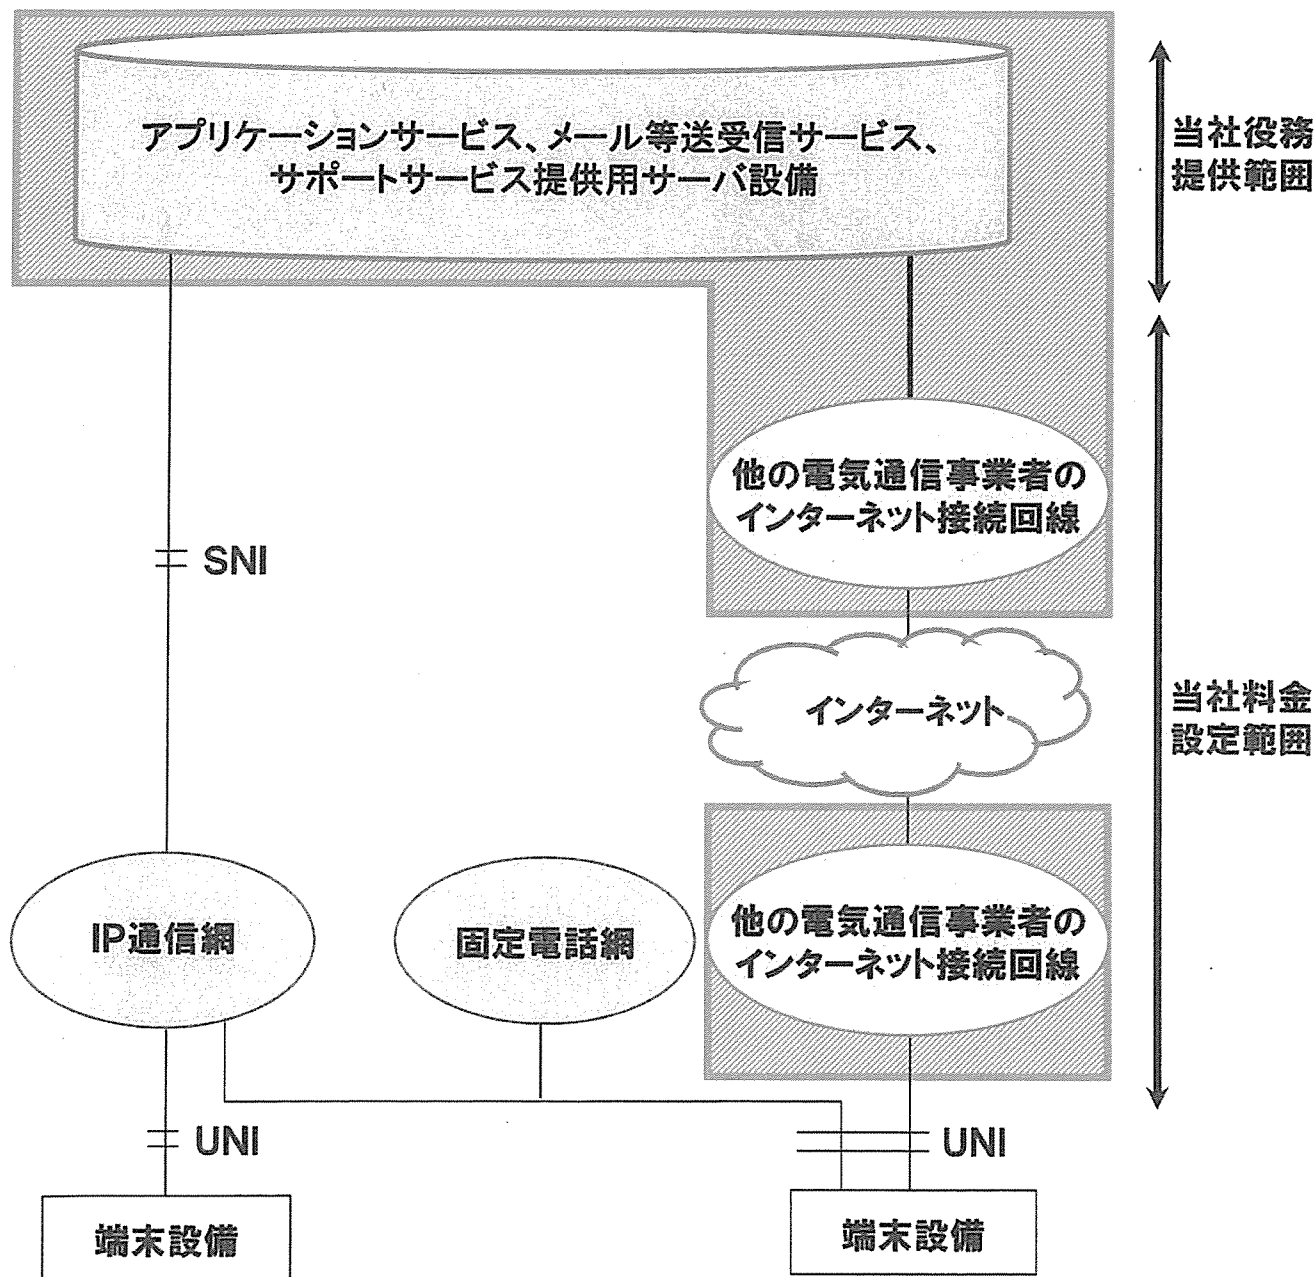 アプリケーションサービス、メール等送受信サービス、
サポートサービス提供用サーバ設備
当社役務
提供範囲
他の電気通信事業者の
インターネット接続回線
SNI
インターネット
当社料金
設定範囲
IP通信網
固定電話網
他の電気通信事業者の
インターネット接続回線
UNI
UNI
端末設備
端末設備